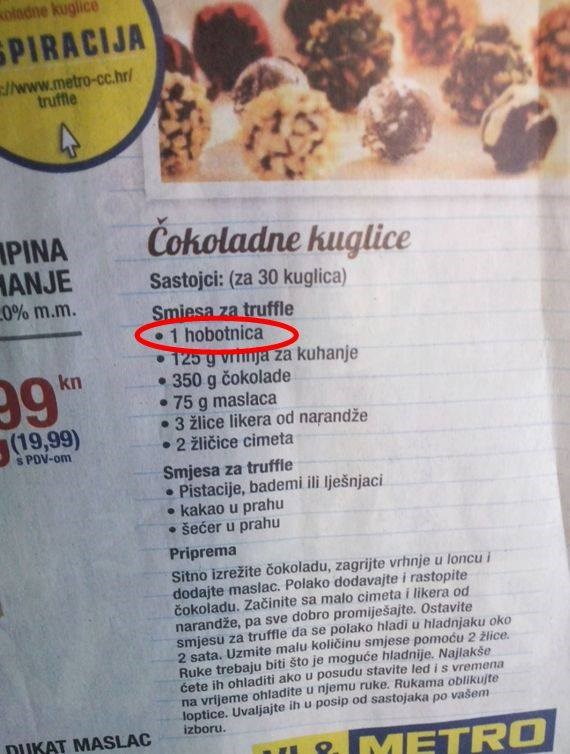 koladne kuglice
SPIRACIJA
://www.metro-cc.hr/
truffle
IPINA
HANJE
20% m.m.
99 kn
(19,99)
s PDV-om
Čokoladne kuglice
Sastojci: (za 30 kuglica)
Smjesa za truffle
• 1 hobotnica
• 125 g vrhnja za kuhanje
• 350 g čokolade
• 75 g maslaca
• 3 žlice likera od narandže
• 2 žličice cimeta
Smjesa za truffle
• Pistacije, bademi ili lješnjaci
• kakao u prahu
• šećer u prahu
Priprema
Sitno izrežite čokoladu, zagrijte vrhnje u loncu i
dodajte maslac. Polako dodavajte i rastopite
čokoladu. Začinite sa malo cimeta i likera od
narandže, pa sve dobro promiješajte. Ostavite
smjesu za truffle da se polako hladi u hladnjaku oko
2 sata. Uzmite malu količinu smjese pomoću 2 žlice.
Ruke trebaju biti što je moguće hladnije. Najlakše
ćete ih ohladiti ako u posudu stavite led i s vremena
na vrijeme ohladite u njemu ruke. Rukama oblikujte
loptice. Uvaljajte ih u posip od sastojaka po vašem
izboru.
DUKAT MASLAC
VI & METRO